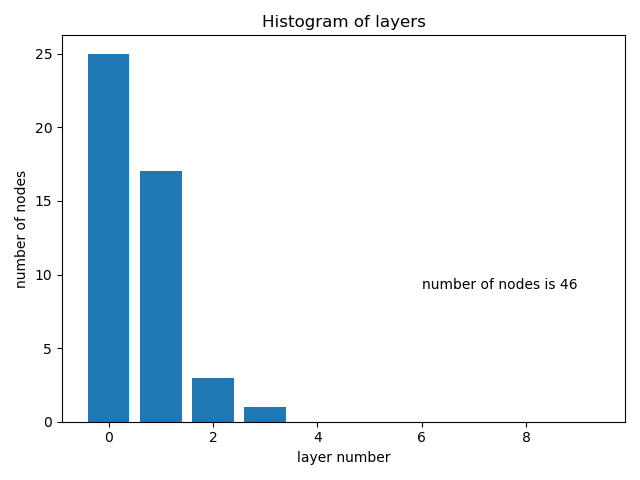 Histogram of layers
25
20
15
10
5
0
number of nodes
number of nodes is 46
0 2 4 6 8
layer number